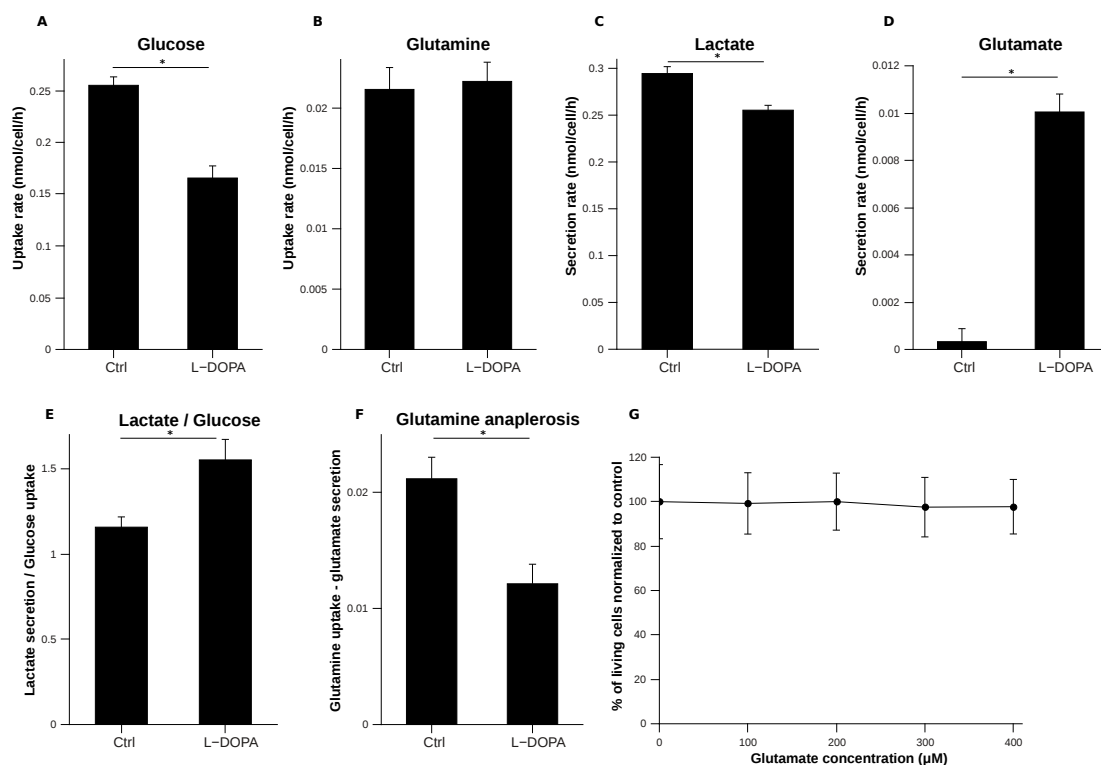 A
Glucose
*
Uptake rate (nmol/cell/h)
0.25
0.2
0.15
0.1
0.05
0
Ctrl
L−DOPA
B
Glutamine
Uptake rate (nmol/cell/h)
0.02
0.015
0.01
0.005
0
Ctrl
L−DOPA
C
Lactate
*
Secretion rate (nmol/cell/h)
0.3
0.25
0.2
0.15
0.1
0.05
0
Ctrl
L−DOPA
D
Glutamate
*
Secretion rate (nmol/cell/h)
0.012
0.01
0.008
0.006
0.004
0.002
0
Ctrl
L−DOPA
E
Lactate / Glucose
*
Lactate secretion / Glucose uptake
1.5
1
0.5
0
Ctrl
L−DOPA
F
Glutamine anaplerosis
*
Glutamine uptake - glutamate secretion
0.02
0.01
0
Ctrl
L−DOPA
G
% of living cells normalized to control
120
100
80
60
40
20
0
0 100 200 300 400
Glutamate concentration (µM)